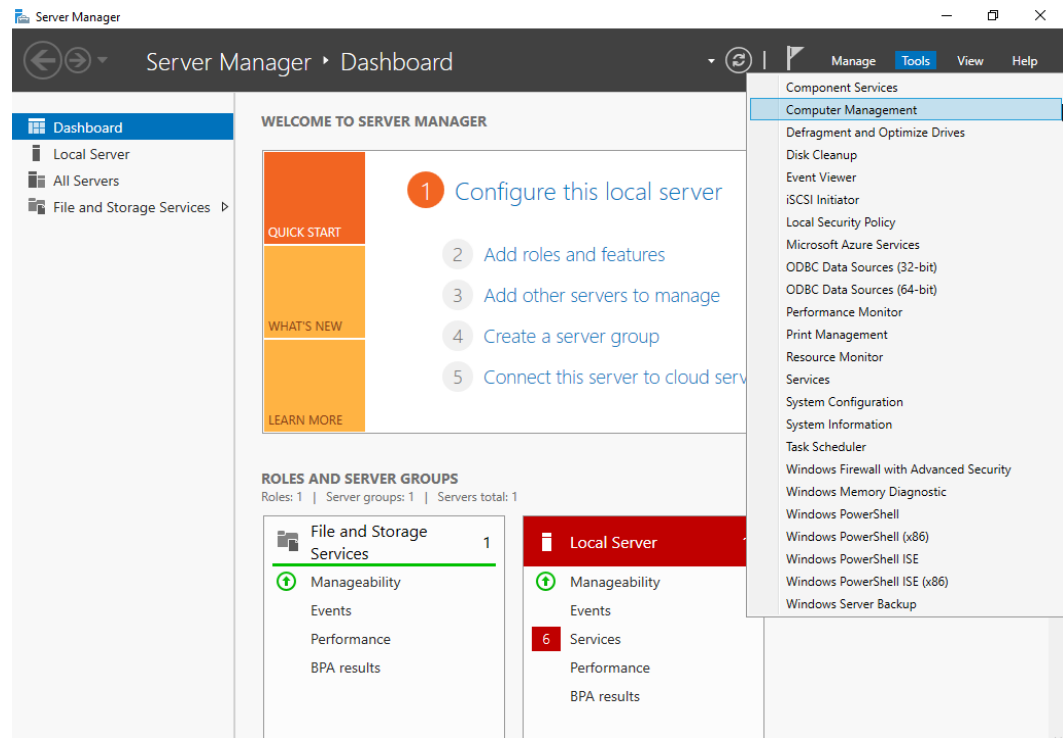 Server Manager
Server Manager ‣ Dashboard
Manage Tools View Help
Dashboard
Local Server
All Servers
File and Storage Services
WELCOME TO SERVER MANAGER
QUICK START
WHAT'S NEW
LEARN MORE
1 Configure this local server
2 Add roles and features
3 Add other servers to manage
4 Create a server group
5 Connect this server to cloud serv
ROLES AND SERVER GROUPS
Roles: 1 | Server groups: 1 | Servers total: 1
File and Storage
Services
1
Manageability
Events
Performance
BPA results
Local Server
Manageability
Events
6 Services
Performance
BPA results
Component Services
Computer Management
Defragment and Optimize Drives
Disk Cleanup
Event Viewer
iSCSI Initiator
Local Security Policy
Microsoft Azure Services
ODBC Data Sources (32-bit)
ODBC Data Sources (64-bit)
Performance Monitor
Print Management
Resource Monitor
Services
System Configuration
System Information
Task Scheduler
Windows Firewall with Advanced Security
Windows Memory Diagnostic
Windows PowerShell
Windows PowerShell (x86)
Windows PowerShell ISE
Windows PowerShell ISE (x86)
Windows Server Backup